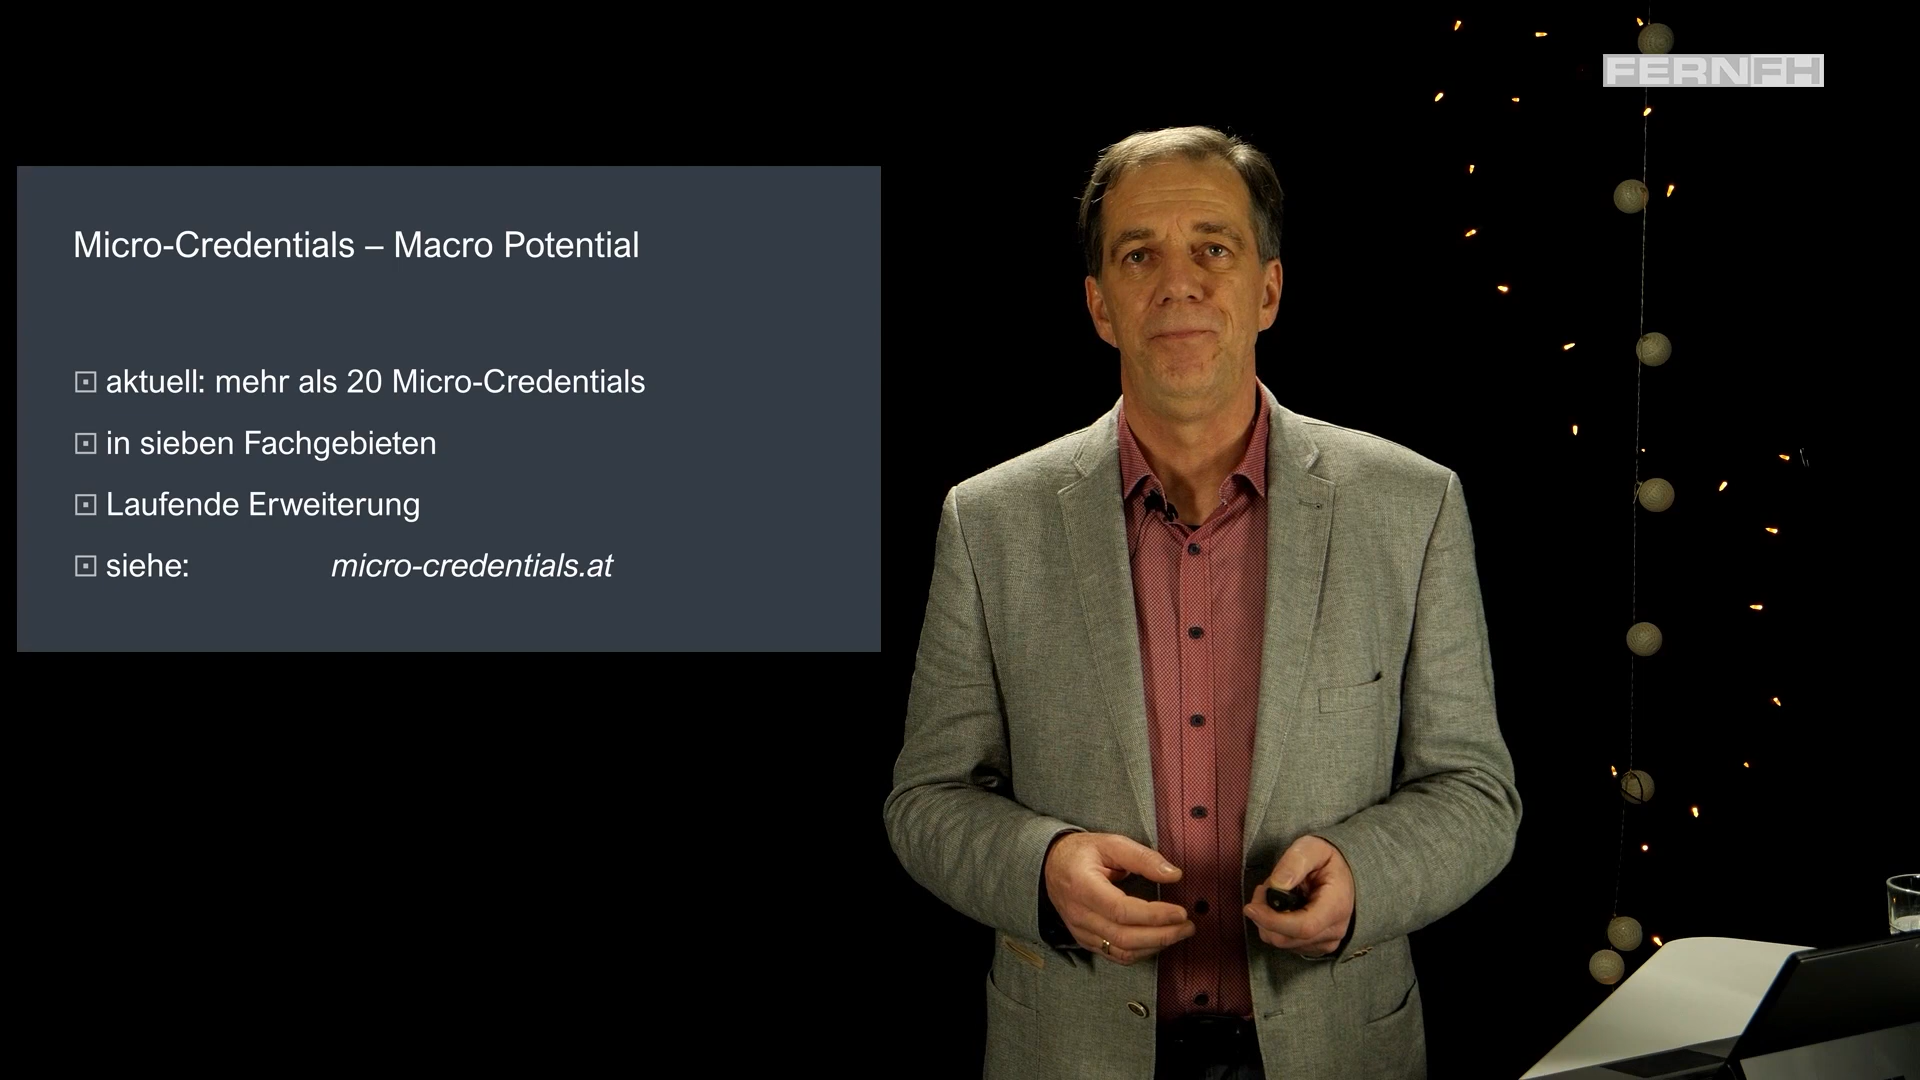 FERNFH
Micro-Credentials – Macro Potential
aktuell: mehr als 20 Micro-Credentials
in sieben Fachgebieten
Laufende Erweiterung
siehe: micro-credentials.at